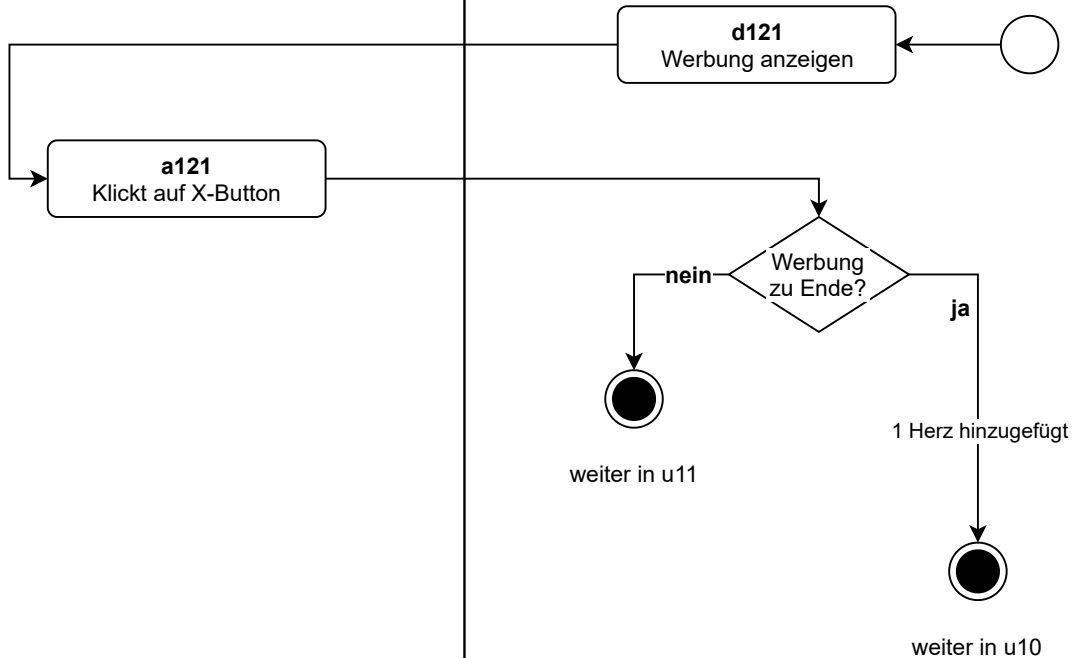 d121
Werbung anzeigen
a121
Klickt auf X-Button
Werbung
zu Ende?
nein
ja
1 Herz hinzugefügt
weiter in u11
weiter in u10